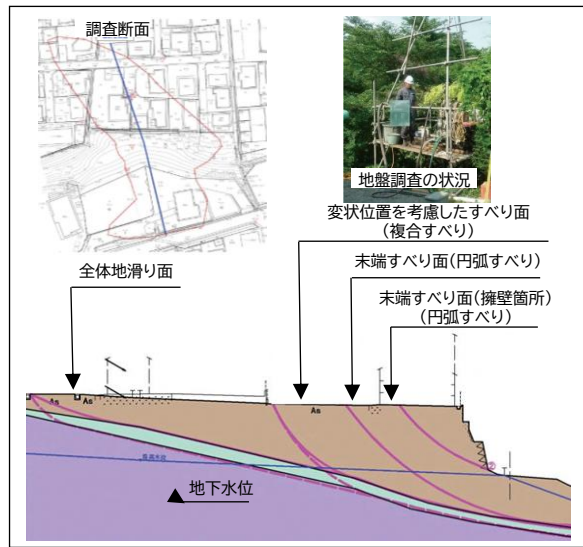 調査断面
地盤調査の状況
変状位置を考慮したすべり面
(複合すべり)
全体地滑り面
末端すべり面(円弧すべり)
末端すべり面(擁壁箇所)
(円弧すべり)
As
As
As
地下水位